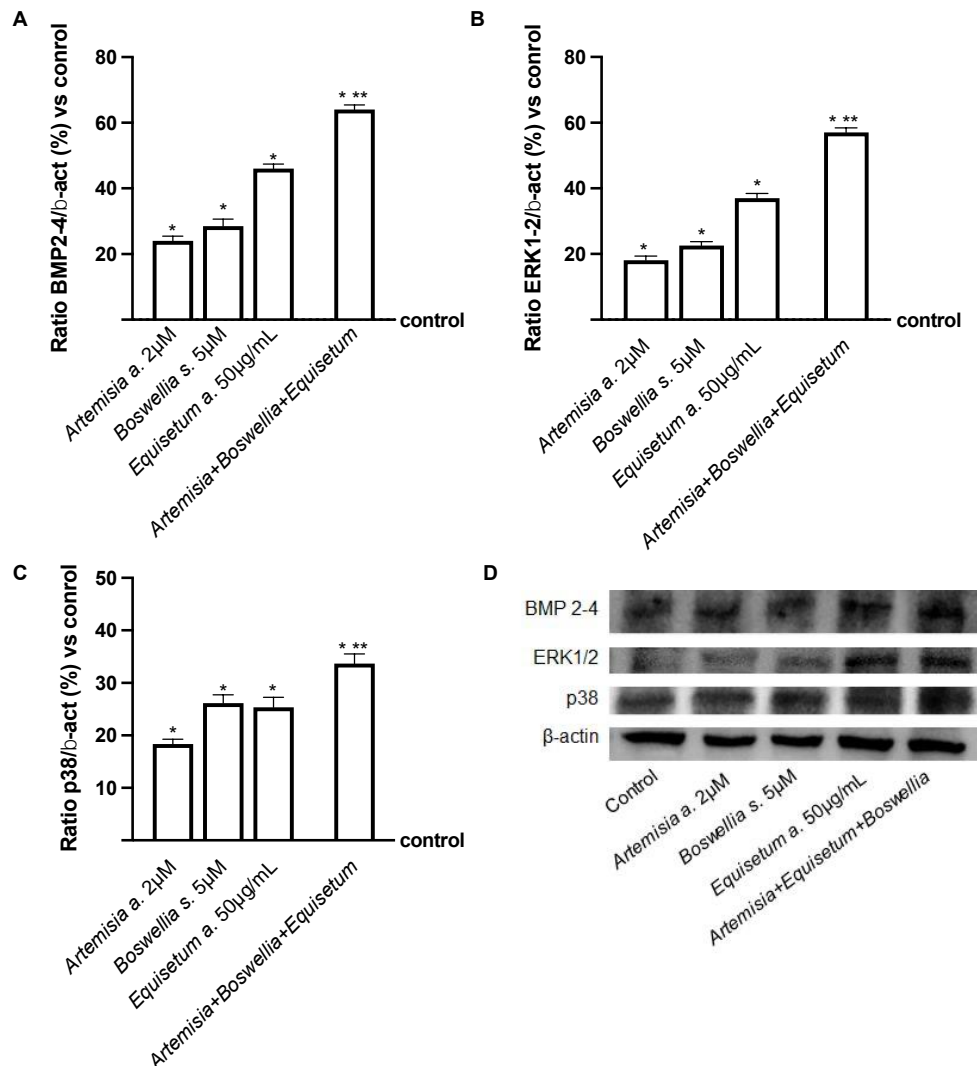 A
Ratio BMP2-4/b-act (%) vs conrol
80
60
40
20
*
*
*
* **
control
Artemisia a. 2µM
Boswellia s. 5µM
Equisetum a. 50µg/mL
Artemisia+Boswellia+Equisetum
B
Ratio ERK1-2/b-act (%) vs conrol
80
60
40
20
*
*
*
* **
control
Artemisia a. 2µM
Boswellia s. 5µM
Equisetum a. 50µg/mL
Artemisia+Boswellia+Equisetum
C
Ratio p38/b-act (%) vs conrol
50
40
30
20
10
*
*
*
* **
control
Artemisia a. 2µM
Boswellia s. 5µM
Equisetum a. 50µg/mL
Artemisia+Boswellia+Equisetum
D
BMP 2-4
ERK1/2
p38
β-actin
Control
Artemisia a. 2µM
Boswellia s. 5µM
Equisetum a. 50µg/mL
Artemisia+Equisetum+Boswellia